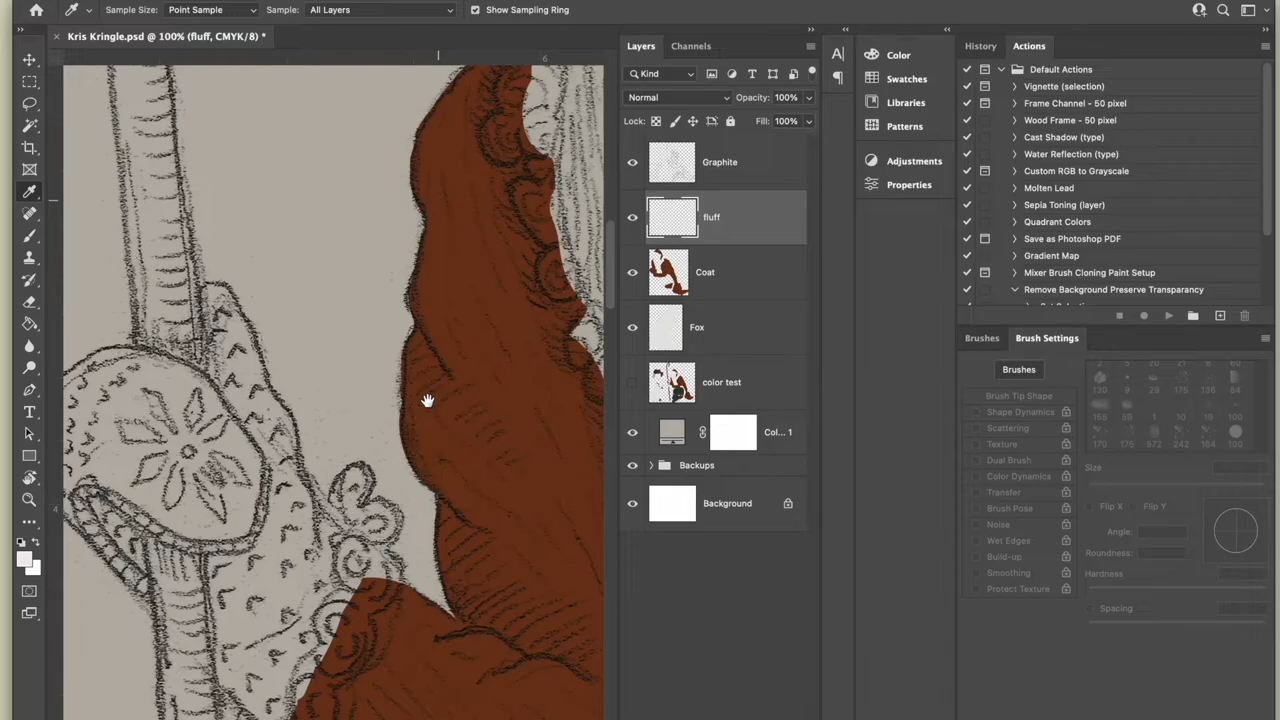 Sample Size: Point Sample Sample: All Layers Show Sampling Ring
× Kris Kringle.psd @ 100% (fluff, CMYK/8) *
6
4
Layers Channels
Kind
Normal Opacity: 100%
Lock: Fill: 100%
Graphite
fluff
Coat
Fox
color test
Col... 1
Backups
Background
Color
Swatches
Libraries
Patterns
Adjustments
Properties
History Actions
Default Actions
Vignette (selection)
Frame Channel - 50 pixel
Wood Frame - 50 pixel
Cast Shadow (type)
Water Reflection (type)
Custom RGB to Grayscale
Molten Lead
Sepia Toning (layer)
Quadrant Colors
Save as Photoshop PDF
Gradient Map
Mixer Brush Cloning Paint Setup
Remove Background Preserve Transparency
Brushes Brush Settings
Brushes
Brush Tip Shape
Shape Dynamics
Scattering
Texture
Dual Brush
Color Dynamics
Transfer
Brush Pose
Noise
Wet Edges
Build-up
Smoothing
Protect Texture
Size
Flip X Flip Y
Angle:
Roundness:
Hardness
Spacing